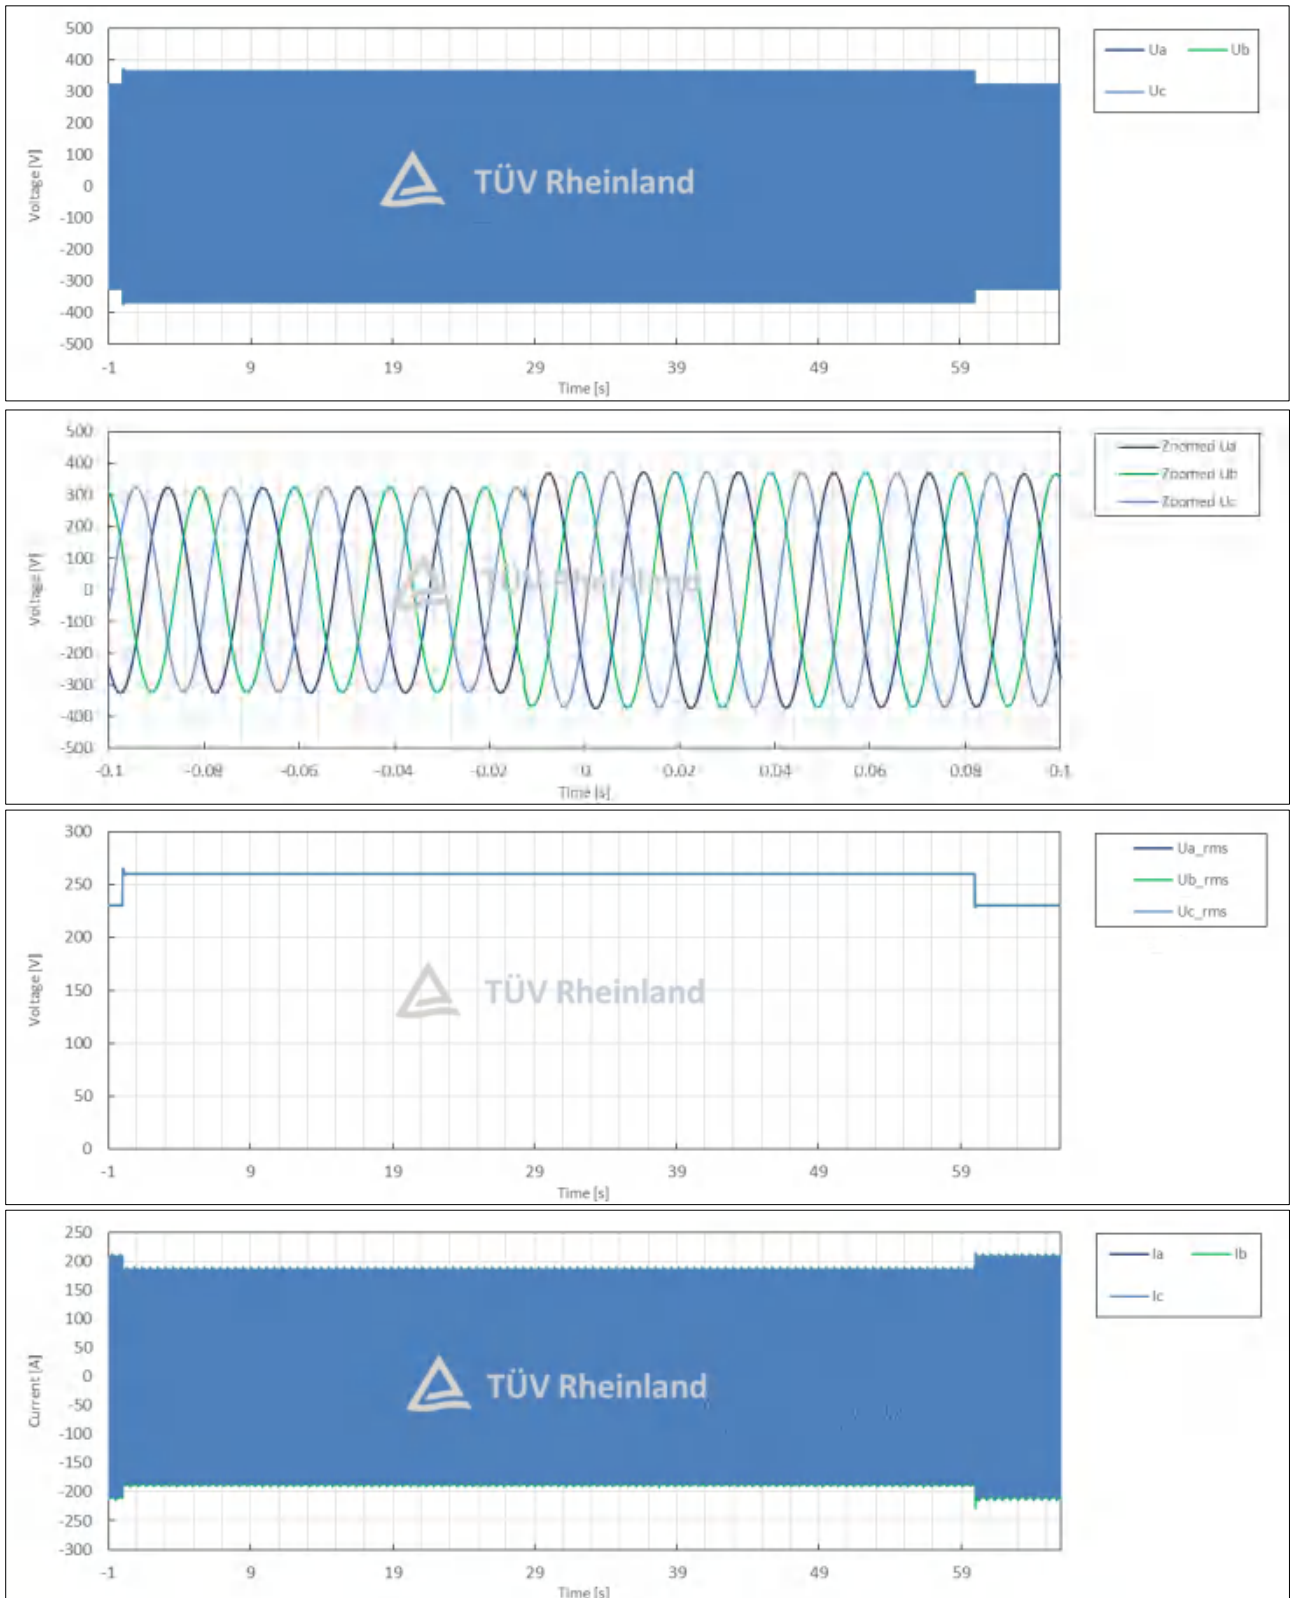 500
400
300
200
100
0
-100
-200
-300
-400
-500
Voltage [V]
-1 9 19 29 39 49 59
Time [s]
Ua Ub
Uc
TÜV Rheinland
500
400
300
200
100
0
-100
-200
-300
-400
-500
Voltage [V]
-0.1 -0.08 -0.06 -0.04 -0.02 0 0.02 0.04 0.06 0.08 0.1
Time [s]
Zoomed Ua
Zoomed Ub
Zoomed Uc
TÜV Rheinland
300
250
200
150
100
50
0
Voltage [V]
-1 9 19 29 39 49 59
Time [s]
Ua_rms
Ub_rms
Uc_rms
TÜV Rheinland
250
200
150
100
50
0
-50
-100
-150
-200
-250
-300
Current [A]
-1 9 19 29 39 49 59
Time [s]
Ia Ib
Ic
TÜV Rheinland